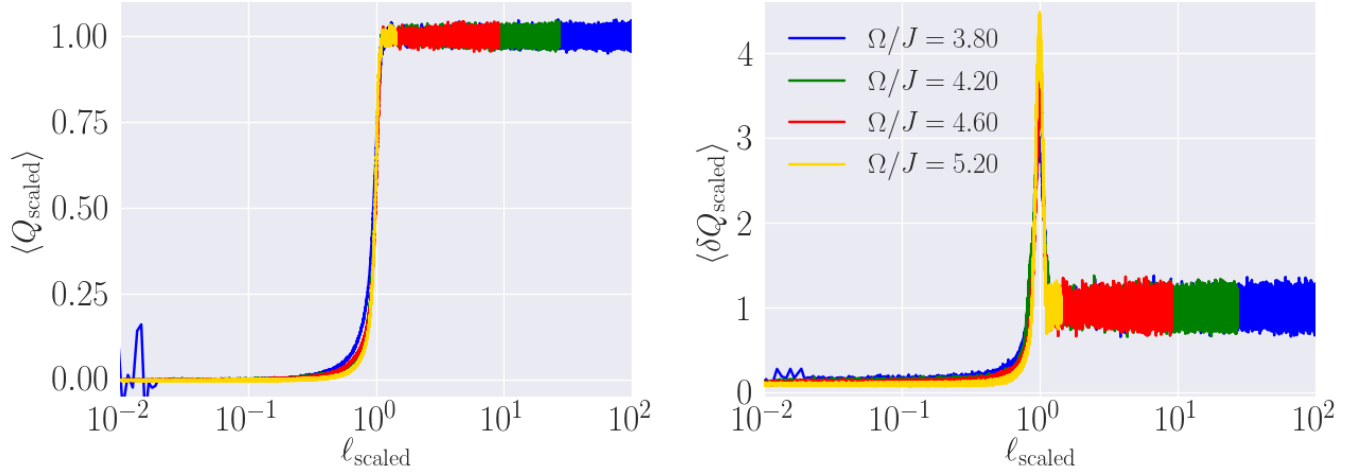 1.00
0.75
0.50
0.25
0.00
⟨Q_scaled⟩
10^−2
10^−1
10^0
10^1
10^2
ℓ_scaled
4
3
2
1
0
⟨δQ_scaled⟩
Ω/J = 3.80
Ω/J = 4.20
Ω/J = 4.60
Ω/J = 5.20
10^−2
10^−1
10^0
10^1
10^2
ℓ_scaled